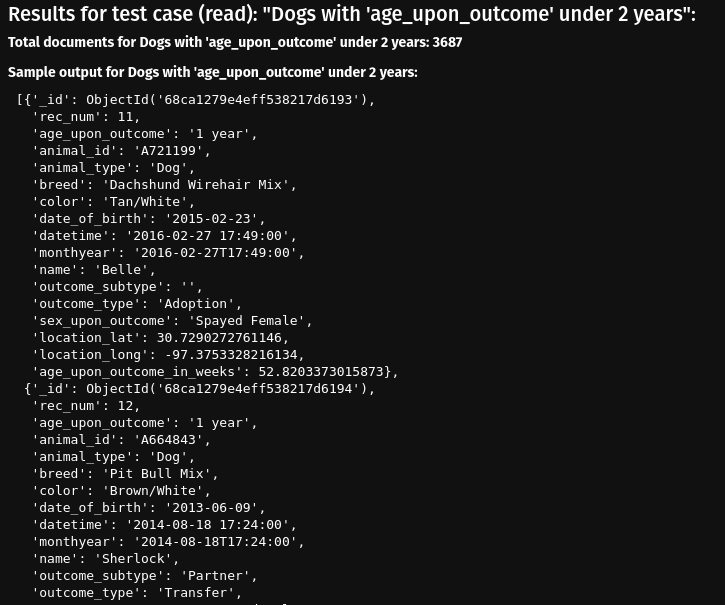 Results for test case (read): "Dogs with 'age_upon_outcome' under 2 years":
Total documents for Dogs with 'age_upon_outcome' under 2 years: 3687
Sample output for Dogs with 'age_upon_outcome' under 2 years:
[{'_id': ObjectId('68ca1279e4eff538217d6193'),
'rec_num': 11,
'age_upon_outcome': '1 year',
'animal_id': 'A721199',
'animal_type': 'Dog',
'breed': 'Dachshund Wirehair Mix',
'color': 'Tan/White',
'date_of_birth': '2015-02-23',
'datetime': '2016-02-27 17:49:00',
'monthyear': '2016-02-27T17:49:00',
'name': 'Belle',
'outcome_subtype': '',
'outcome_type': 'Adoption',
'sex_upon_outcome': 'Spayed Female',
'location_lat': 30.7290272761146,
'location_long': -97.3753328216134,
'age_upon_outcome_in_weeks': 52.8203373015873},
{'_id': ObjectId('68ca1279e4eff538217d6194'),
'rec_num': 12,
'age_upon_outcome': '1 year',
'animal_id': 'A664843',
'animal_type': 'Dog',
'breed': 'Pit Bull Mix',
'color': 'Brown/White',
'date_of_birth': '2013-06-09',
'datetime': '2014-08-18 17:24:00',
'monthyear': '2014-08-18T17:24:00',
'name': 'Sherlock',
'outcome_subtype': 'Partner',
'outcome_type': 'Transfer',